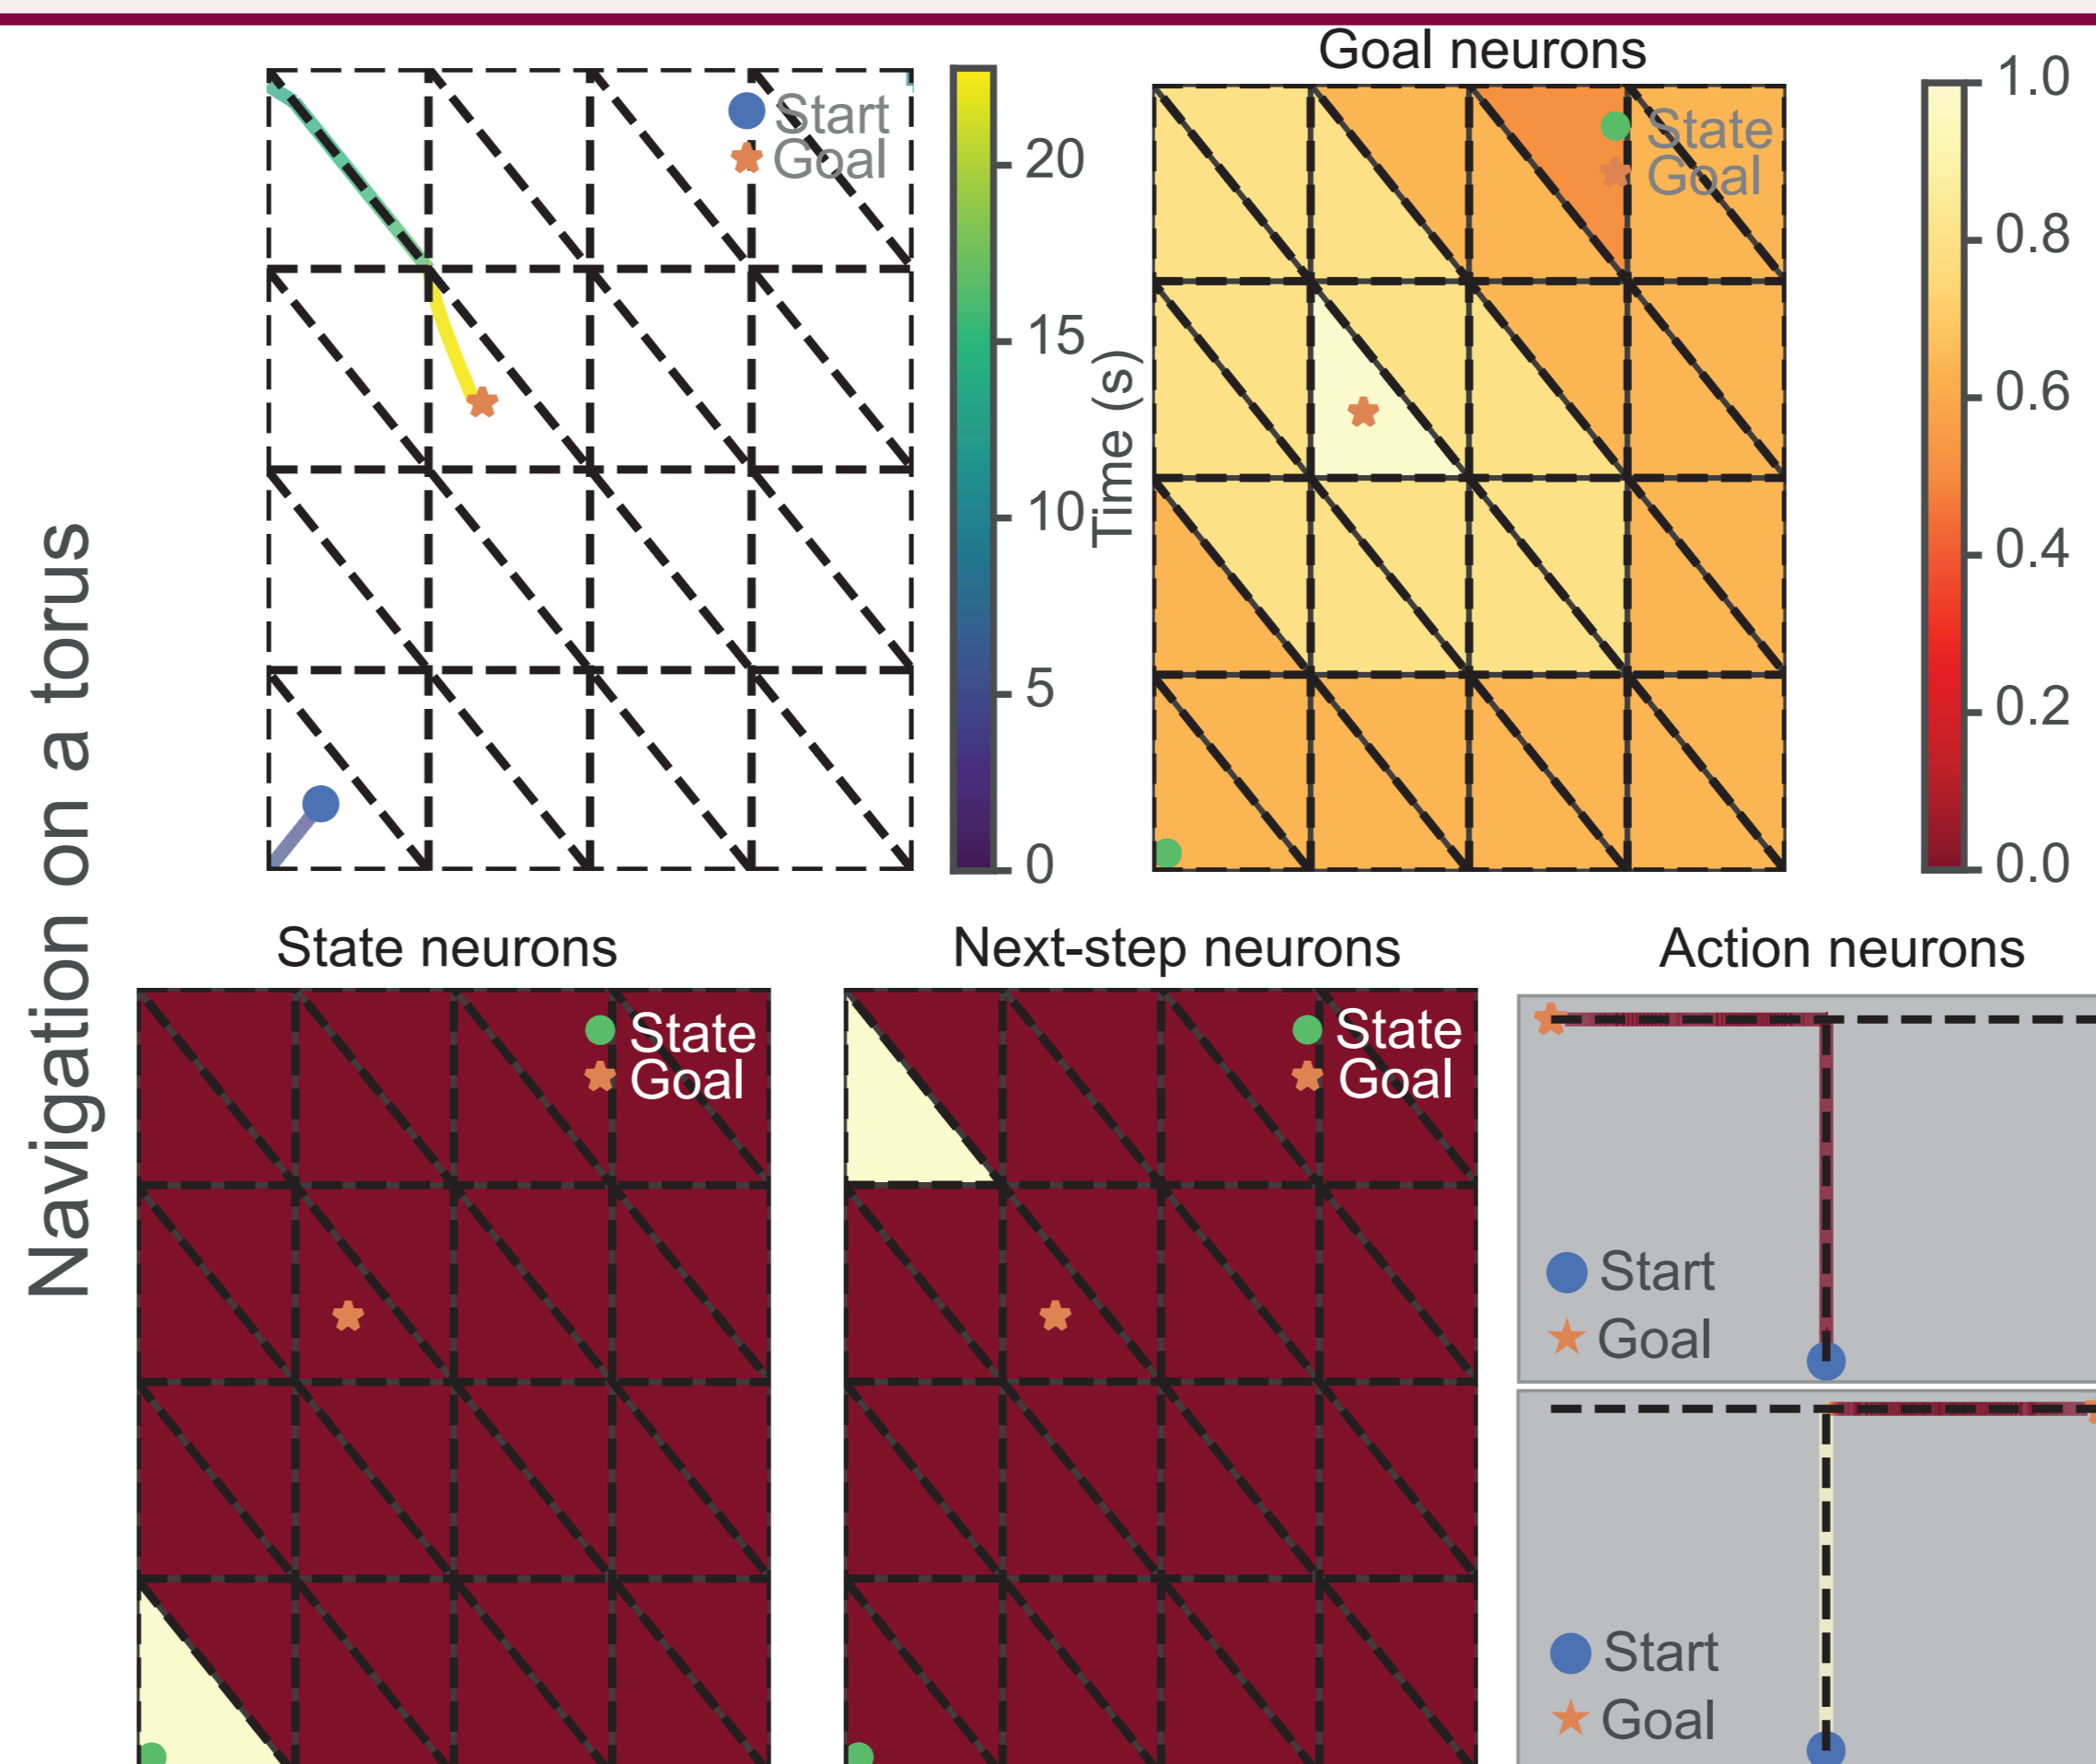 Navigation on a torus
Start
Goal
20
15
10
5
0
Time (s)
Goal neurons
State
Goal
1.0
0.8
0.6
0.4
0.2
0.0
State neurons
State
Goal
Next-step neurons
State
Goal
Action neurons
Start
Goal
Start
Goal